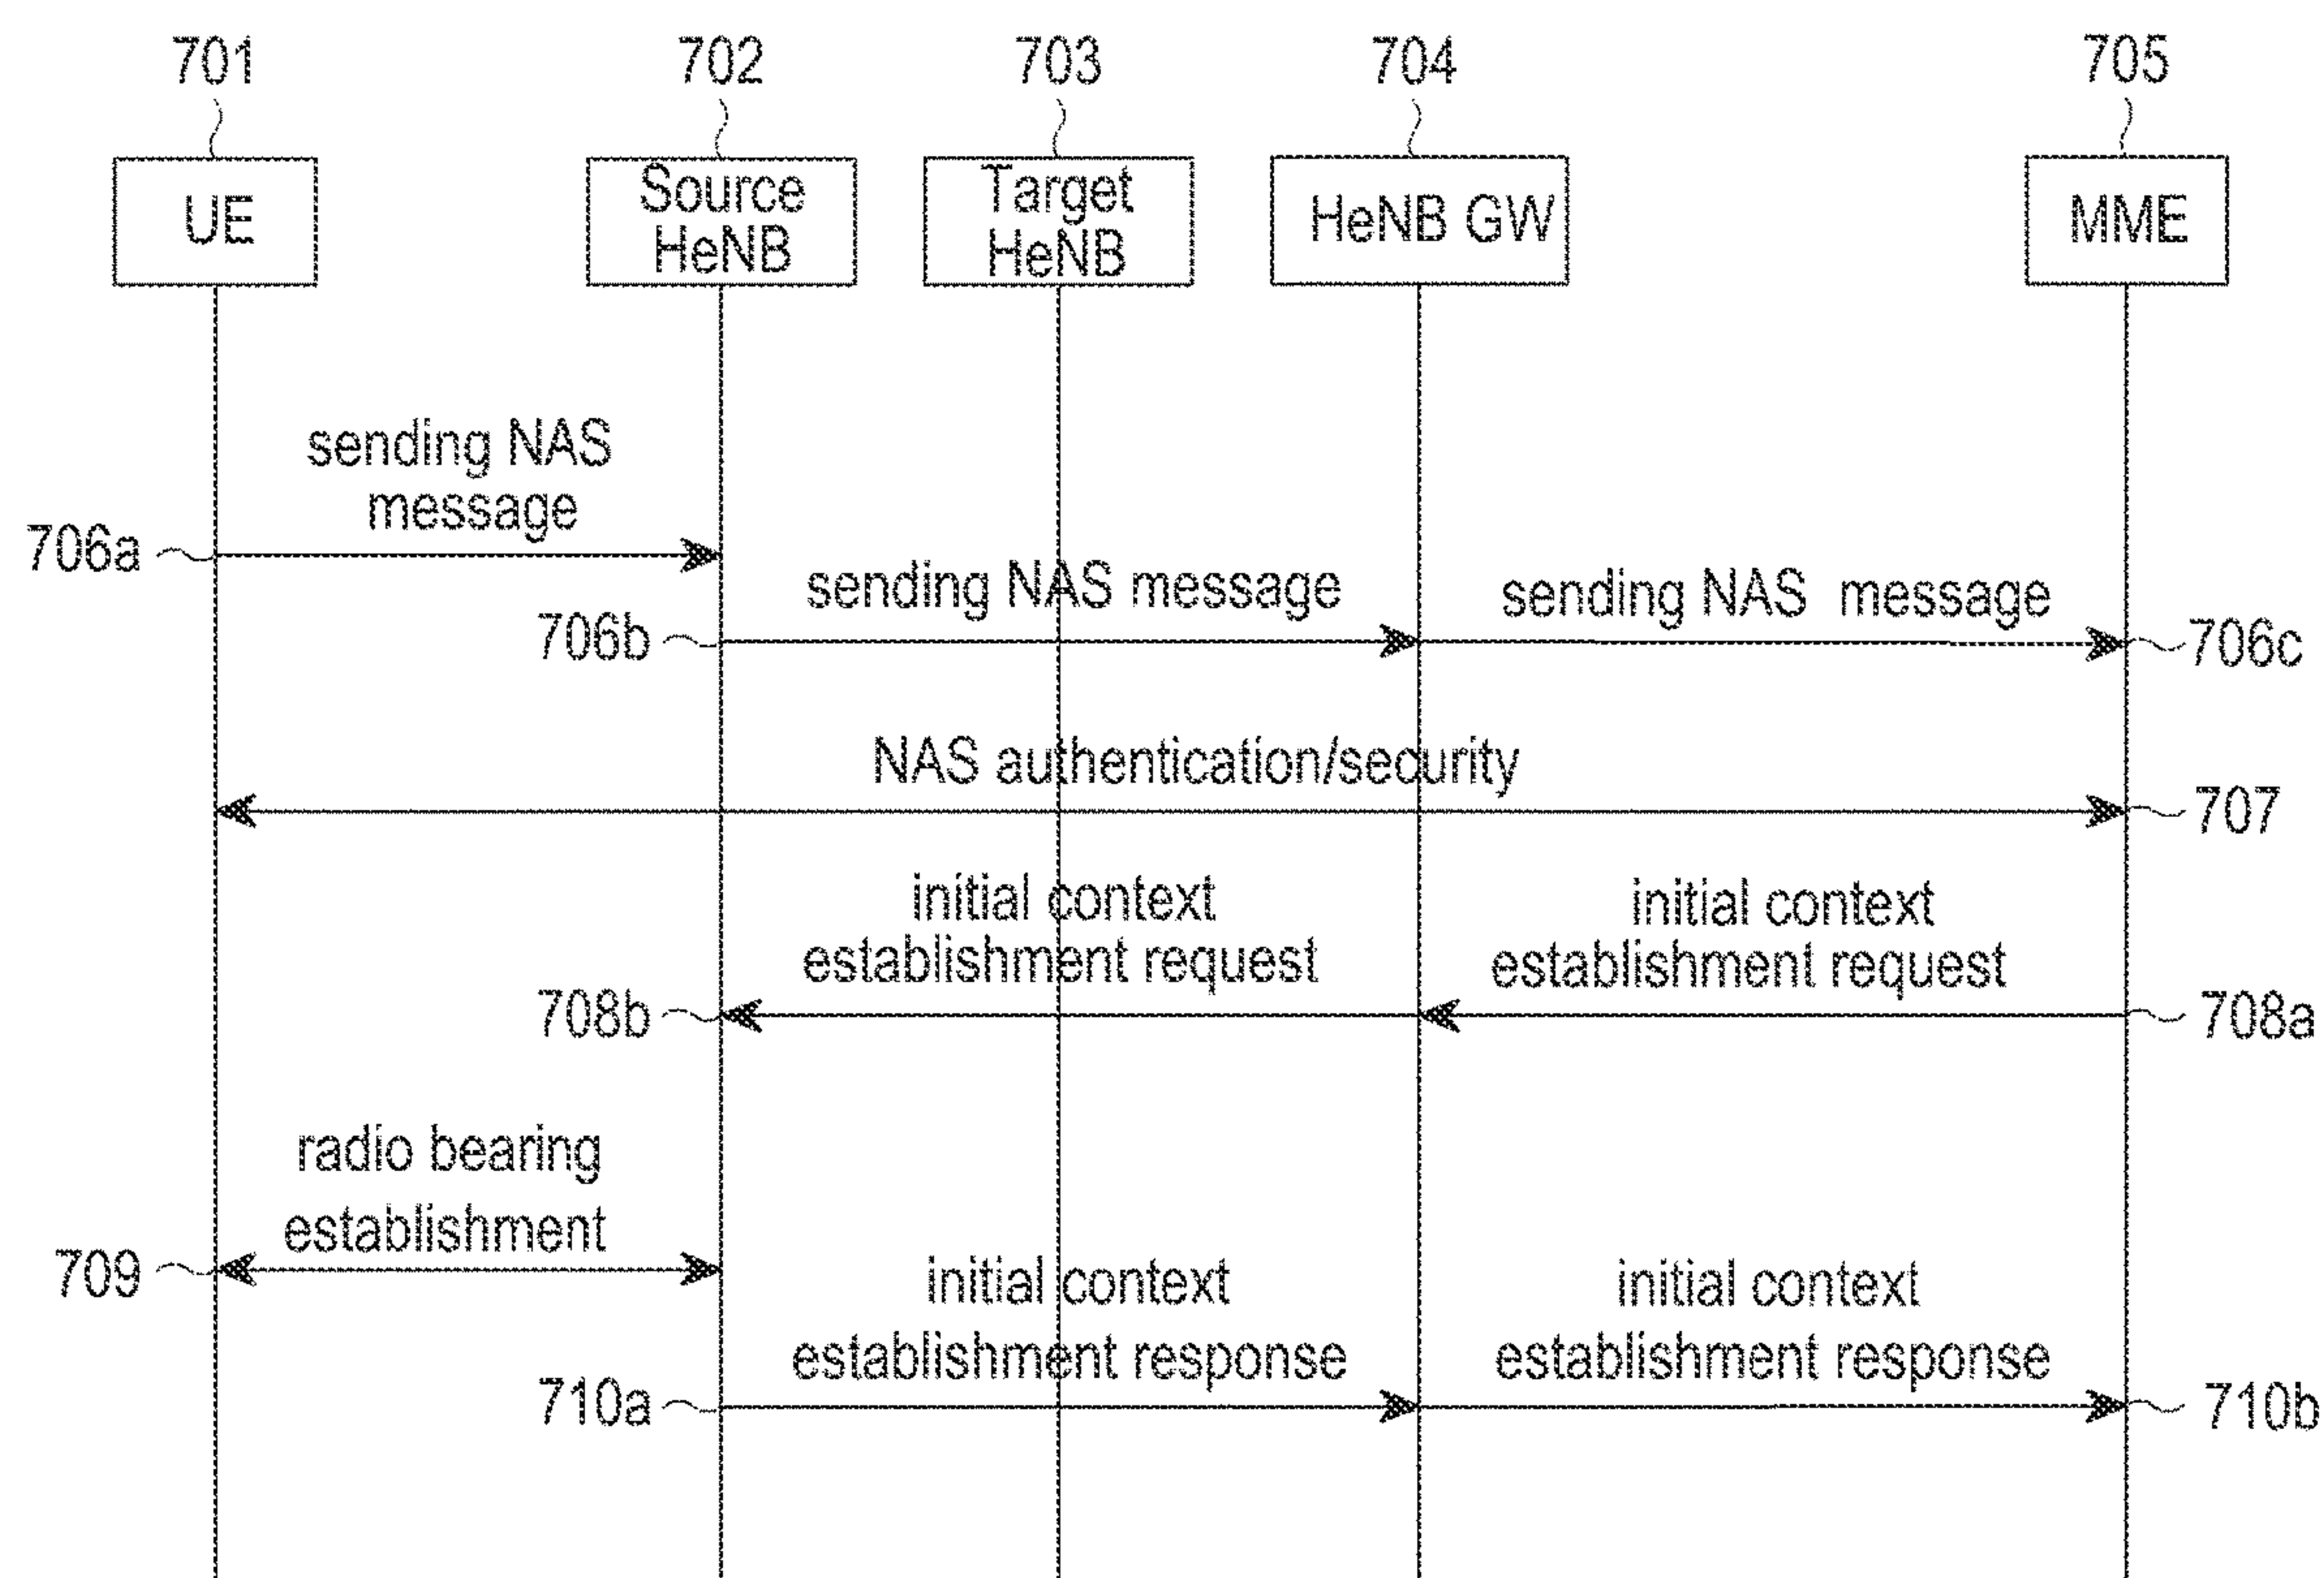 701
702
703
704
705
UE
Source
HeNB
Target
HeNB
HeNB GW
MME
sending NAS
message
706a
sending NAS message
sending NAS message
706b
706c
NAS authentication/security
707
initial context
establishment request
initial context
establishment request
708b
708a
radio bearing
establishment
709
initial context
establishment response
initial context
establishment response
710a
710b